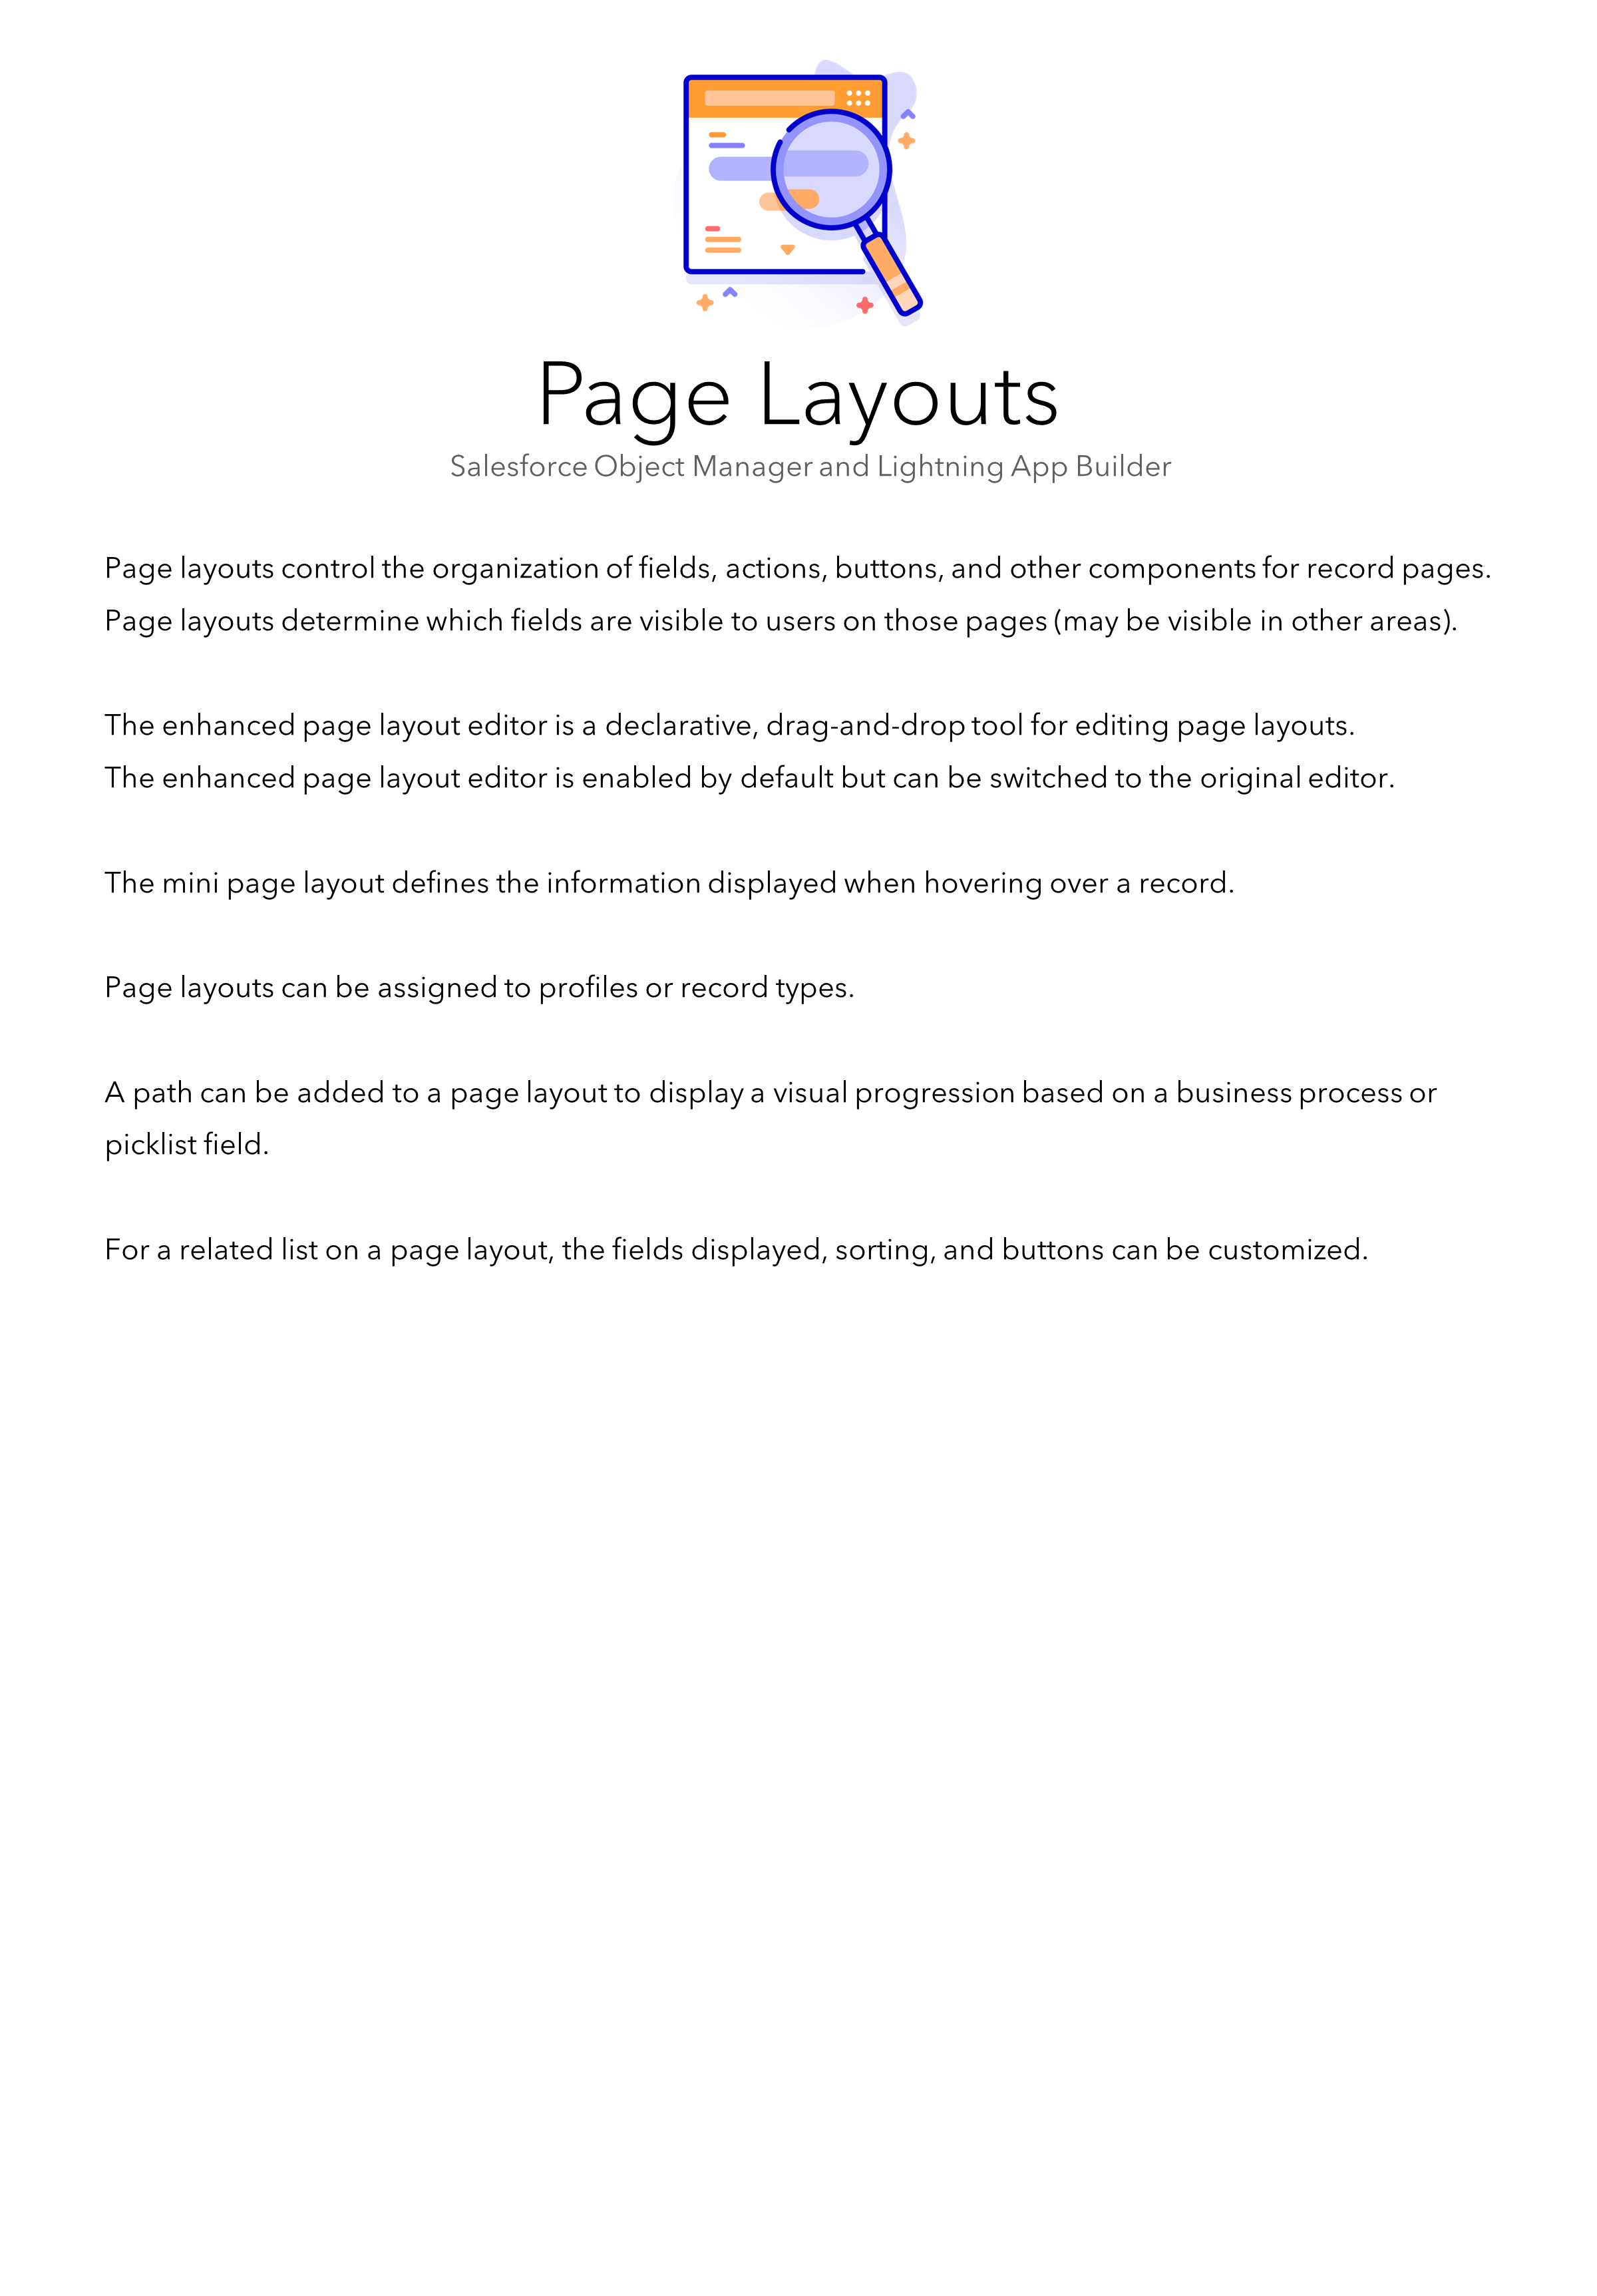 Page Layouts
Salesforce Object Manager and Lightning App Builder
Page layouts control the organization of fields, actions, buttons, and other components for record pages.
Page layouts determine which fields are visible to users on those pages (may be visible in other areas).
The enhanced page layout editor is a declarative, drag-and-drop tool for editing page layouts.
The enhanced page layout editor is enabled by default but can be switched to the original editor.
The mini page layout defines the information displayed when hovering over a record.
Page layouts can be assigned to profiles or record types.
A path can be added to a page layout to display a visual progression based on a business process or
picklist field.
For a related list on a page layout, the fields displayed, sorting, and buttons can be customized.